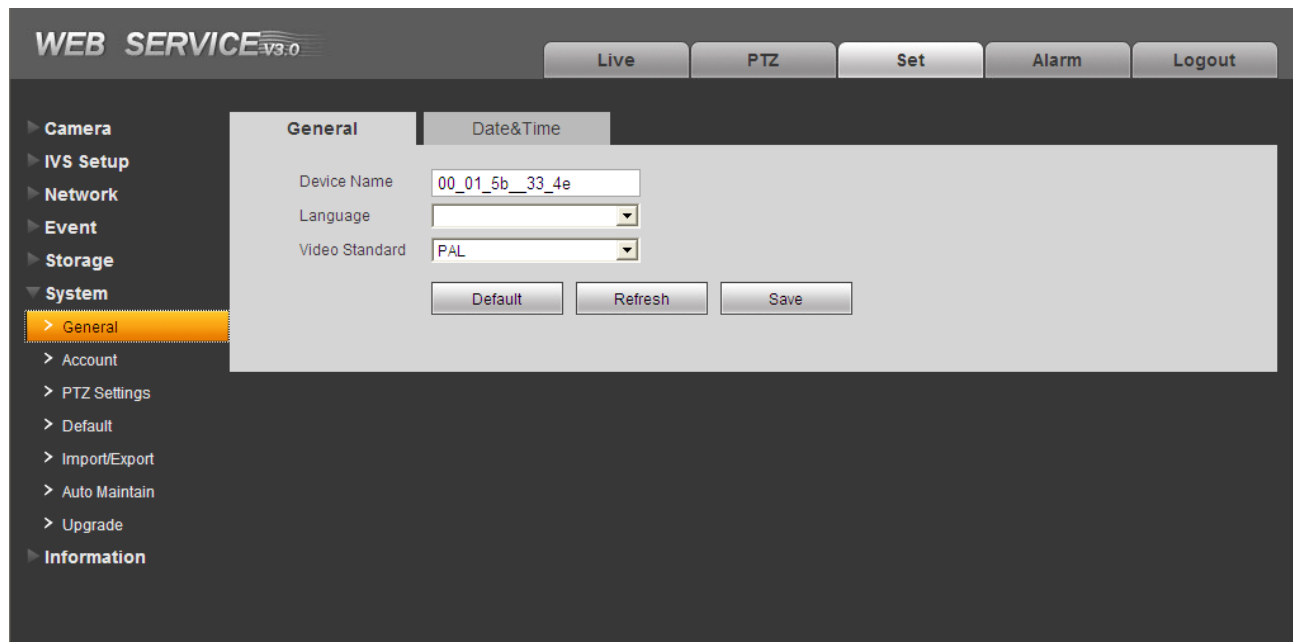 WEB SERVICE V3.0
Live PTZ Set Alarm Logout
Camera
IVS Setup
Network
Event
Storage
System
> General
> Account
> PTZ Settings
> Default
> Import/Export
> Auto Maintain
> Upgrade
Information
General Date&Time
Device Name 00_01_5b__33_4e
Language
Video Standard PAL
Default Refresh Save